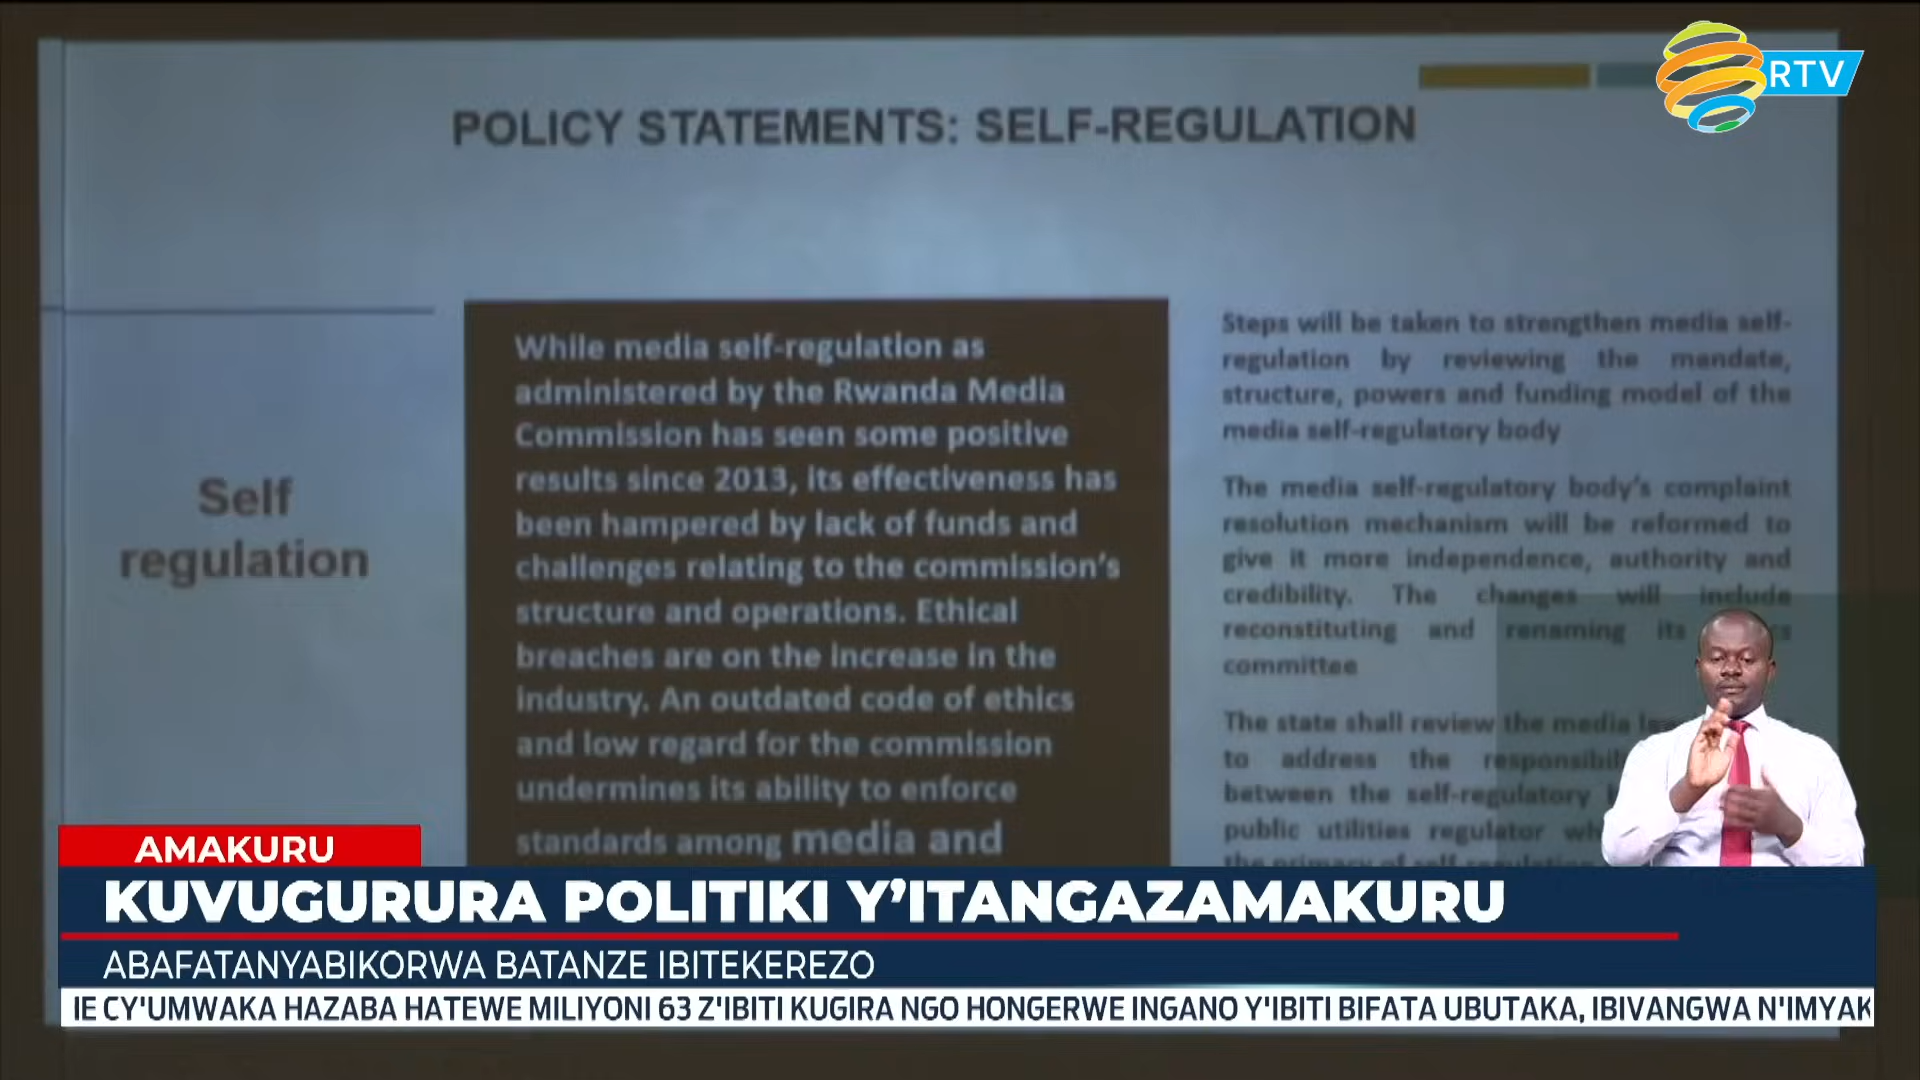 RTV
POLICY STATEMENTS: SELF-REGULATION
Self
regulation
While media self-regulation as
administered by the Rwanda Media
Commission has seen some positive
results since 2013, its effectiveness has
been hampered by lack of funds and
challenges relating to the commission's
structure and operations. Ethical
breaches are on the increase in the
industry. An outdated code of ethics
and low regard for the commission
undermines its ability to enforce
standards among media and
Steps will be taken to strengthen media self-
regulation by reviewing the mandate,
structure, powers and funding model of the
media self-regulatory body
The media self-regulatory body's complaint
resolution mechanism will be reformed to
give it more independence, authority and
credibility. The changes will include
reconstituting and renaming its
committee
The state shall review the media
to address the
between the self-regulatory
public utilities regulator
the primacy of self-regulation
AMAKURU
KUVUGURURA POLITIKI Y'ITANGAZAMAKURU
ABAFATANYABIKORWA BATANZE IBITEKEREZO
IE CY'UMWAKA HAZABA HATEWE MILIYONI 63 Z'IBITI KUGIRA NGO HONGERWE INGANO Y'IBITI BIFATA UBUTAKA, IBIVANGWA N'IMYAK